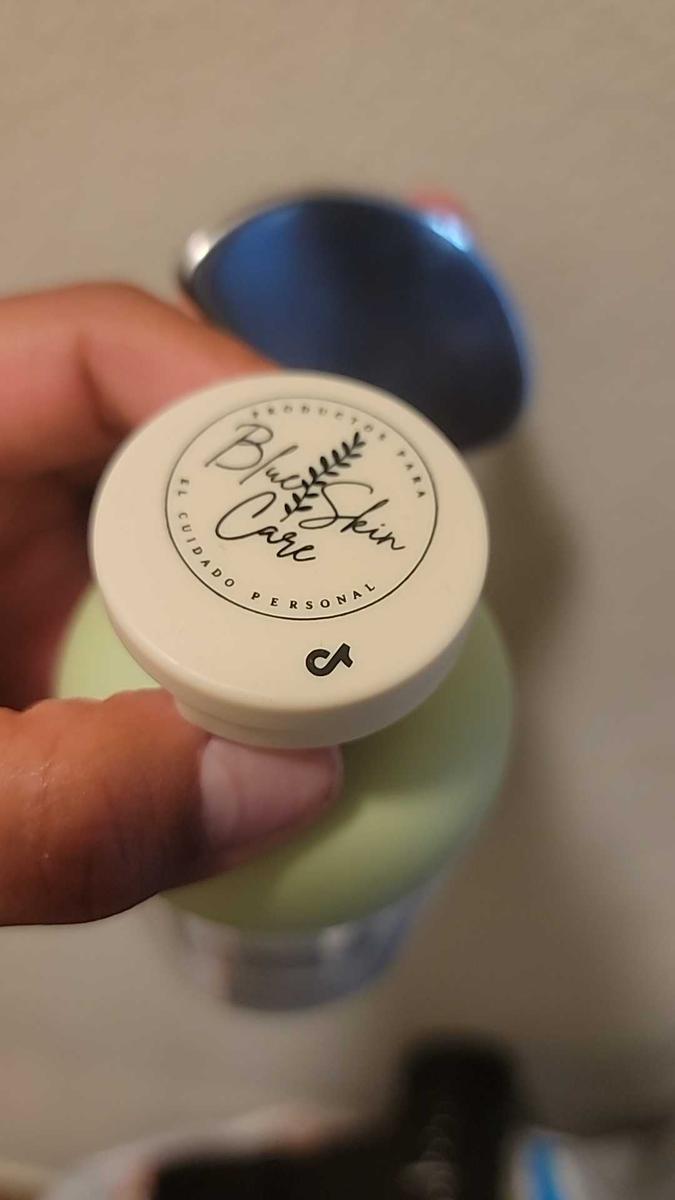 PRODUCTOS PARA
Blue Skin
Care
EL CUIDADO PERSONAL